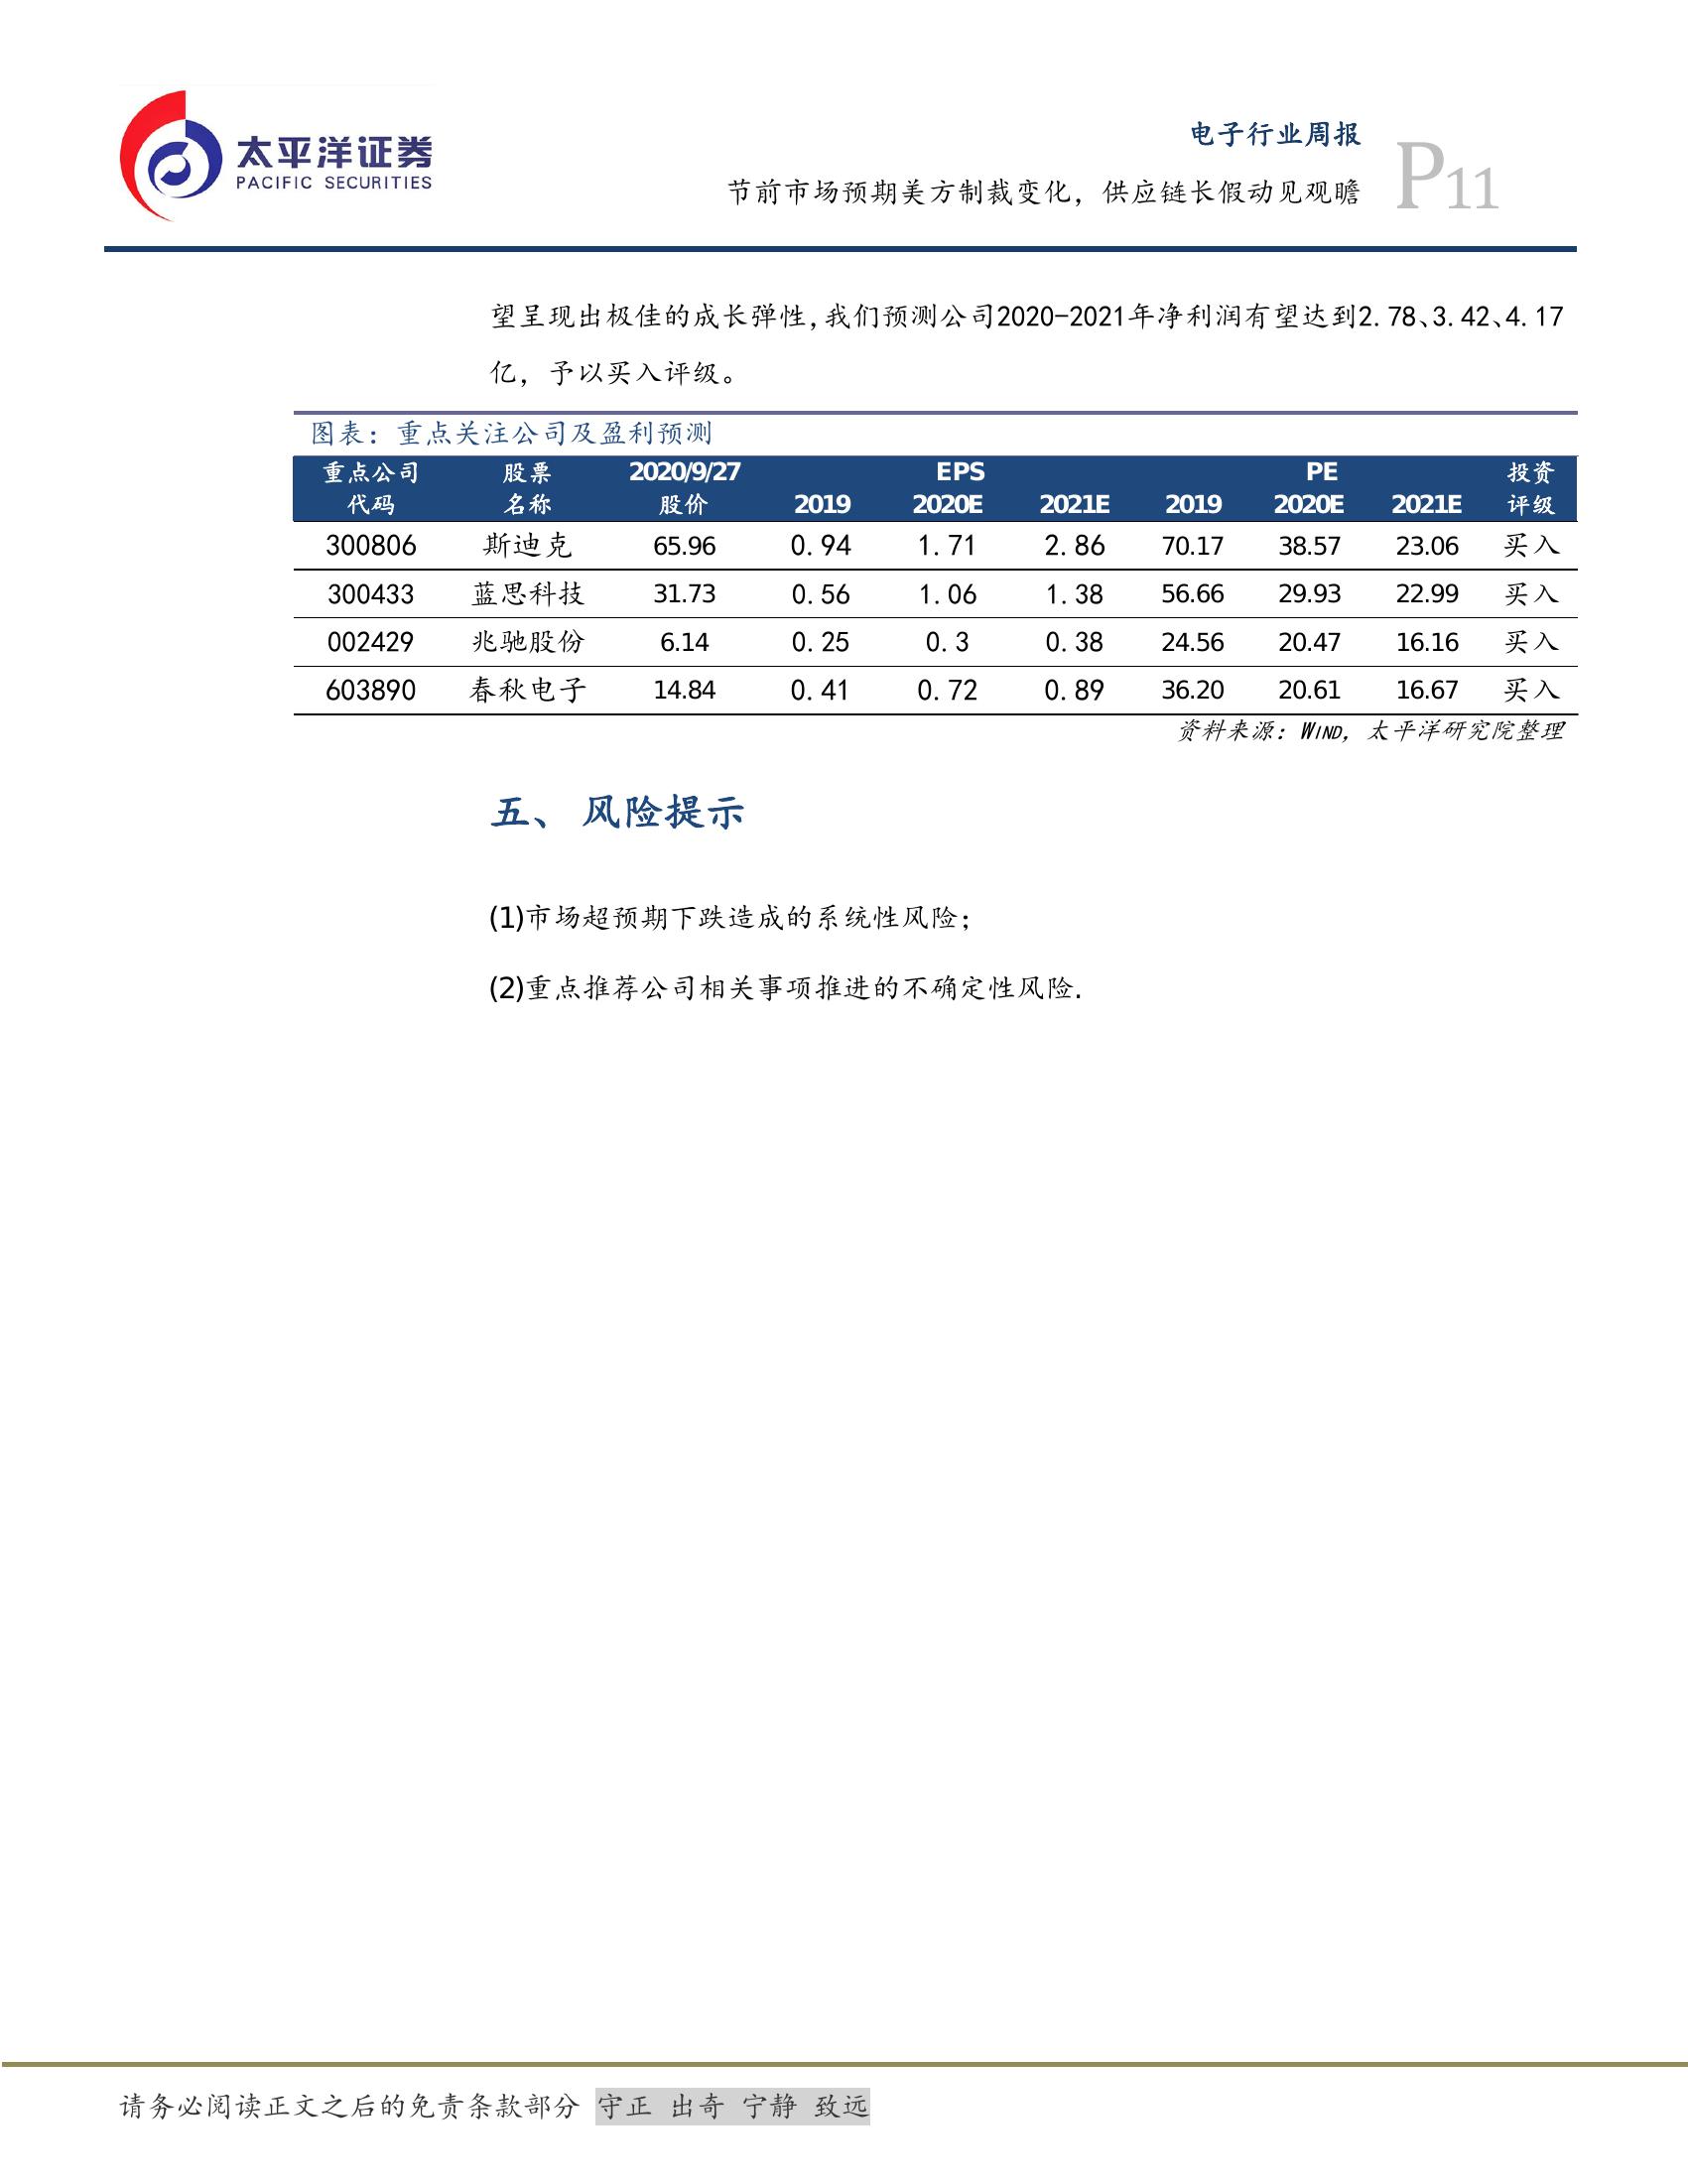 太平洋证券
PACIFIC SECURITIES
电子行业周报
节前市场预期美方制裁变化，供应链长假动见观瞻
P11
望呈现出极佳的成长弹性,我们预测公司2020-2021年净利润有望达到2.78、3.42、4.17
亿，予以买入评级。
图表：重点关注公司及盈利预测
重点公司 股票 2020/9/27 EPS PE 投资
代码 名称 股价 2019 2020E 2021E 2019 2020E 2021E 评级
300806 斯迪克 65.96 0.94 1.71 2.86 70.17 38.57 23.06 买入
300433 蓝思科技 31.73 0.56 1.06 1.38 56.66 29.93 22.99 买入
002429 兆驰股份 6.14 0.25 0.3 0.38 24.56 20.47 16.16 买入
603890 春秋电子 14.84 0.41 0.72 0.89 36.20 20.61 16.67 买入
资料来源：WIND，太平洋研究院整理
五、 风险提示
(1)市场超预期下跌造成的系统性风险；
(2)重点推荐公司相关事项推进的不确定性风险.
请务必阅读正文之后的免责条款部分 守正 出奇 宁静 致远